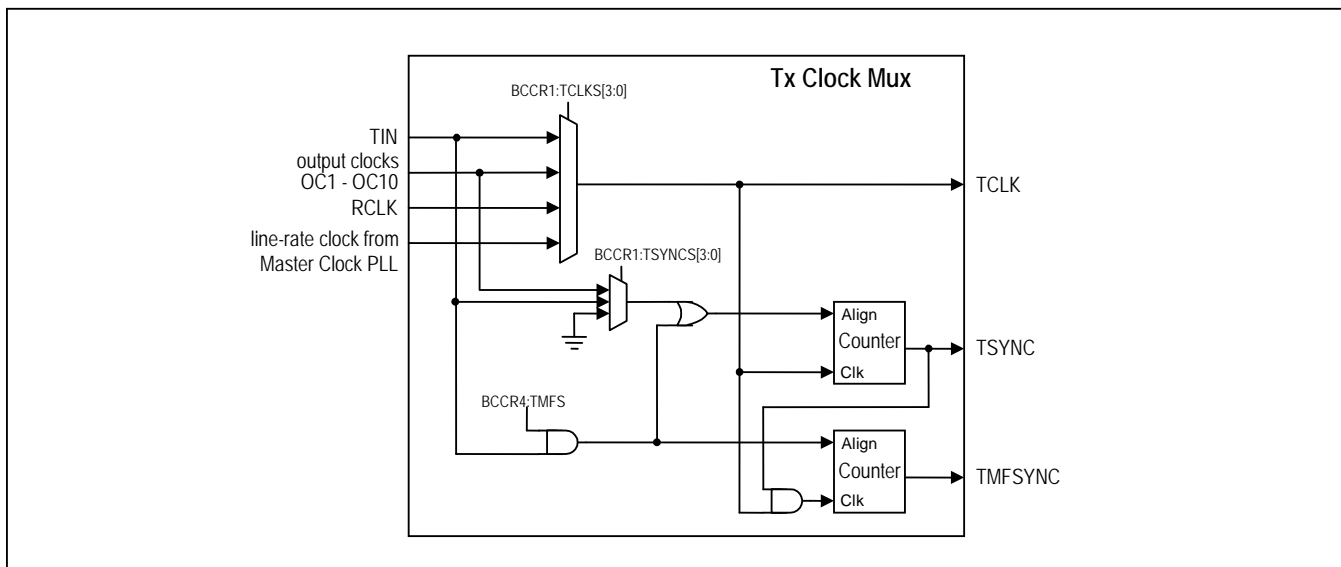 Tx Clock Mux
BCCR1:TCLKS[3:0]
TIN
output clocks
OC1 - OC10
RCLK
line-rate clock from
Master Clock PLL
TCLK
BCCR1:TSYNCS[3:0]
Align
Counter
Clk
TSYNC
BCCR4:TMFS
Align
Counter
Clk
TMFSYNC